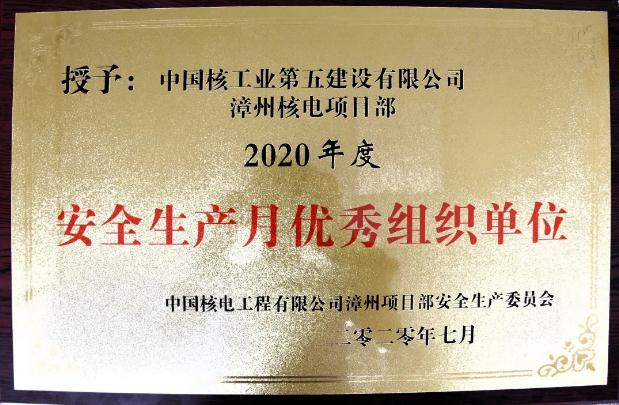 授予：中国核工业第五建设有限公司
漳州核电项目部
2020年度
安全生产月优秀组织单位
中国核电工程有限公司漳州项目部安全生产委员会
二零二零年七月